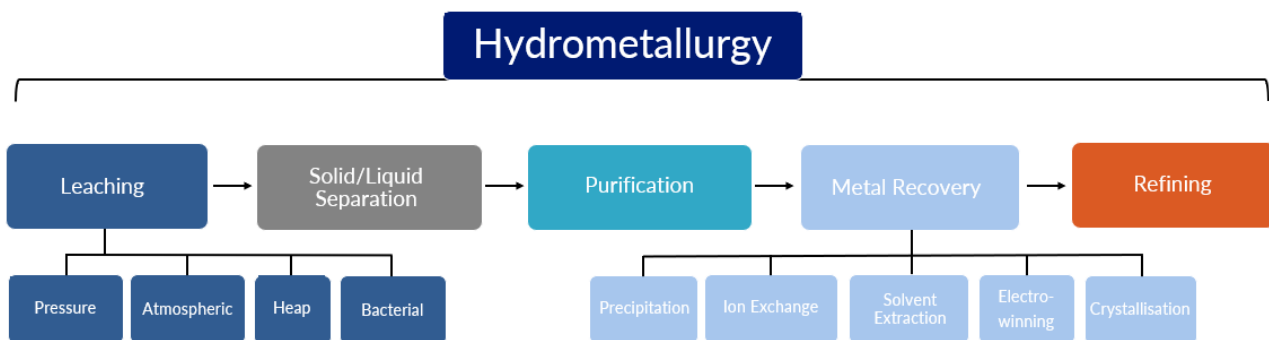 Hydrometallurgy
Leaching
Solid/Liquid
Separation
Purification
Metal Recovery
Refining
Pressure
Atmospheric
Heap
Bacterial
Precipitation
Ion Exchange
Solvent
Extraction
Electro-
winning
Crystallisation